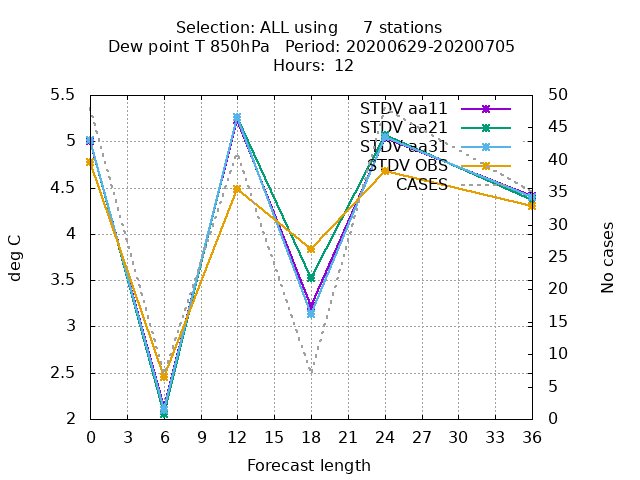 Selection: ALL using     7 stations
Dew point T 850hPa   Period: 20200629-20200705
Hours: 12
STDV aa11
STDV aa21
STDV aa31
STDV OBS
CASES
5.5
5
4.5
4
3.5
3
2.5
2
50
45
40
35
30
25
20
15
10
5
0
deg C
No cases
0 3 6 9 12 15 18 21 24 27 30 33 36
Forecast length